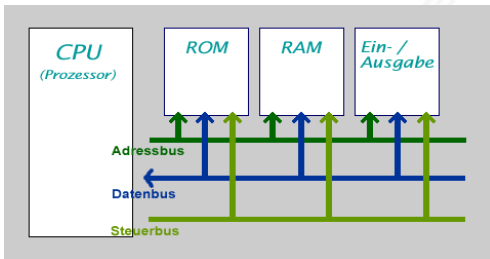 CPU
(Prozessor)
ROM
RAM
Ein- /
Ausgabe
Adressbus
Datenbus
Steuerbus